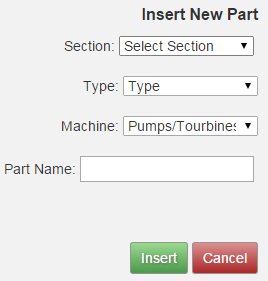 Insert New Part
Section: Select Section
Type: Type
Machine: Pumps/Tourbines
Part Name:
Insert Cancel